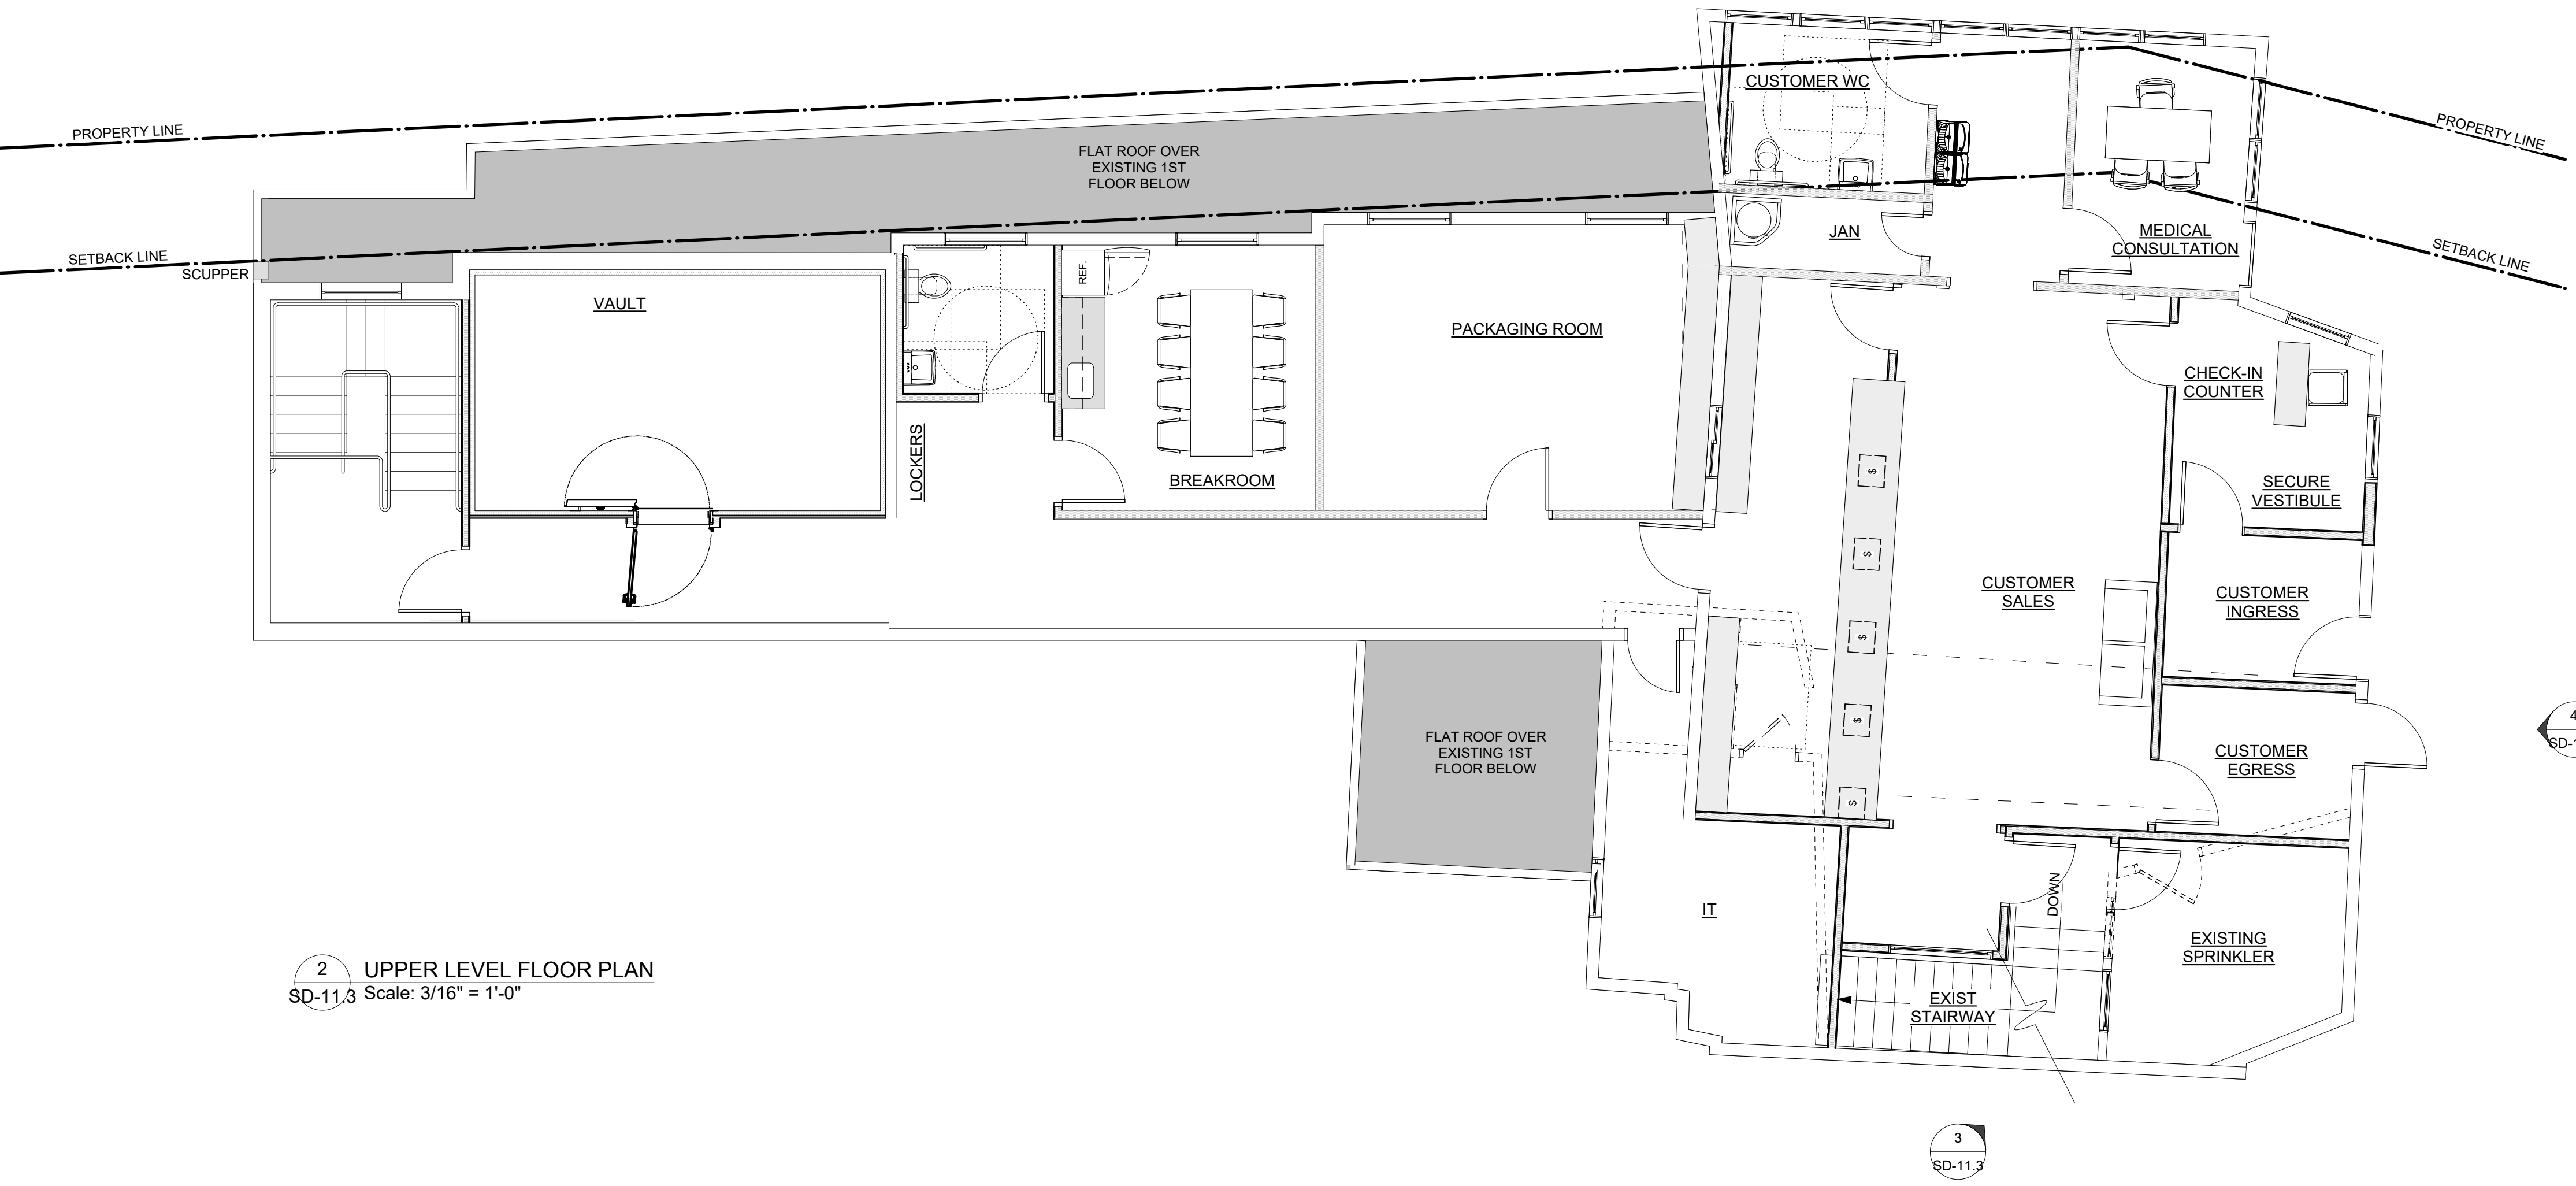 CUSTOMER WC
PROPERTY LINE
PROPERTY LINE
FLAT ROOF OVER
EXISTING 1ST
FLOOR BELOW
SETBACK LINE
SCUPPER
JAN
MEDICAL
CONSULTATION
SETBACK LINE
VAULT
REF.
PACKAGING ROOM
CHECK-IN
COUNTER
LOCKERS
BREAKROOM
SECURE
VESTIBULE
$
$
$
$
$
CUSTOMER
SALES
CUSTOMER
INGRESS
FLAT ROOF OVER
EXISTING 1ST
FLOOR BELOW
CUSTOMER
EGRESS
4
SD-1
IT
DOWN
EXISTING
SPRINKLER
EXIST
STAIRWAY
2
SD-11.3
UPPER LEVEL FLOOR PLAN
Scale: 3/16" = 1'-0"
3
SD-11.3